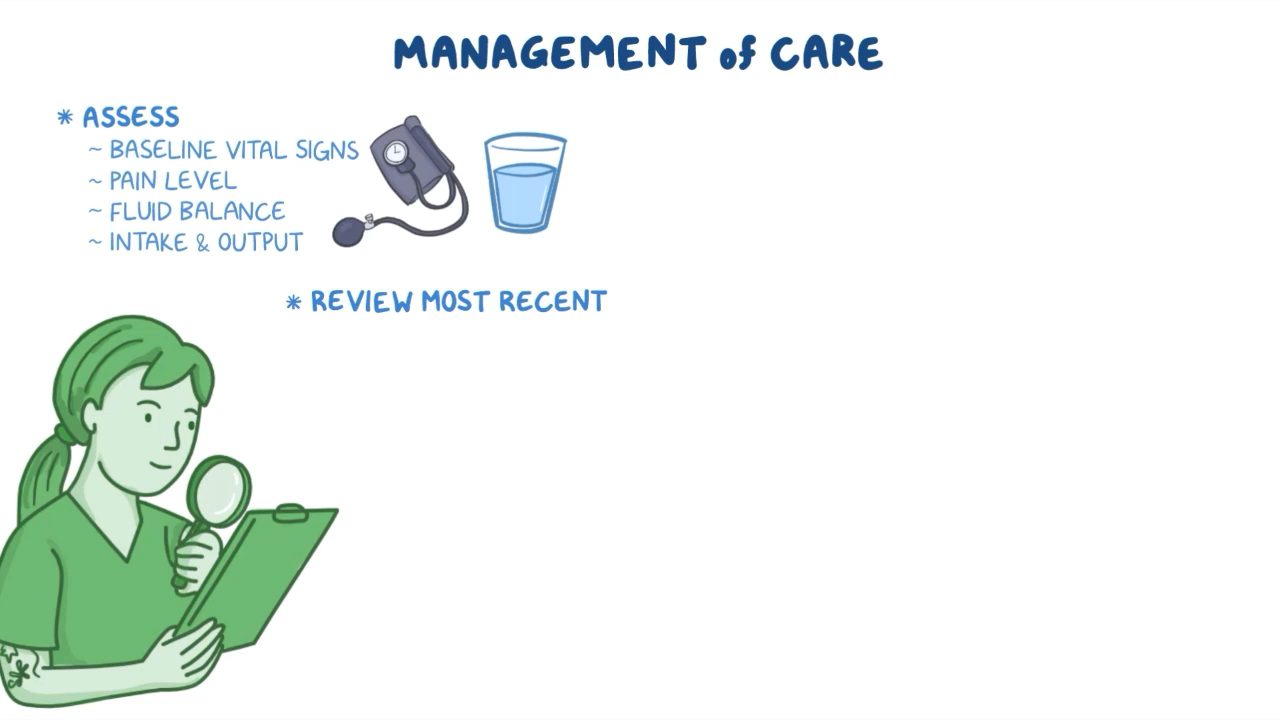 MANAGEMENT of CARE
* ASSESS
~ BASELINE VITAL SIGNS
~ PAIN LEVEL
~ FLUID BALANCE
~ INTAKE & OUTPUT
* REVIEW MOST RECENT